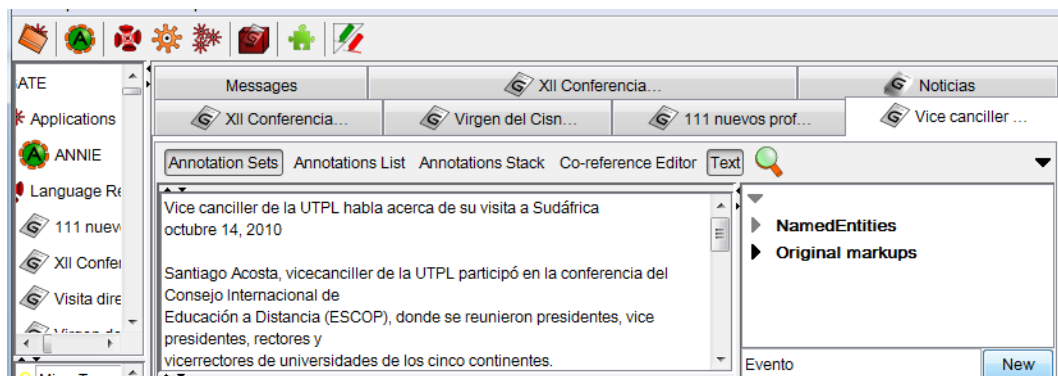 Messages
XII Conferencia...
Noticias
XII Conferencia...
Virgen del Cisn...
111 nuevos prof...
Vice canciller ...
ATE
Applications
ANNIE
Language Re
111 nuev
XII Confer
Visita dire
Annotation Sets Annotations List Annotations Stack Co-reference Editor Text
Vice canciller de la UTPL habla acerca de su visita a Sudáfrica
octubre 14, 2010
Santiago Acosta, vicecanciller de la UTPL participó en la conferencia del
Consejo Internacional de
Educación a Distancia (ESCOP), donde se reunieron presidentes, vice
presidentes, rectores y
vicerrectores de universidades de los cinco continentes.
NamedEntities
Original markups
Evento
New